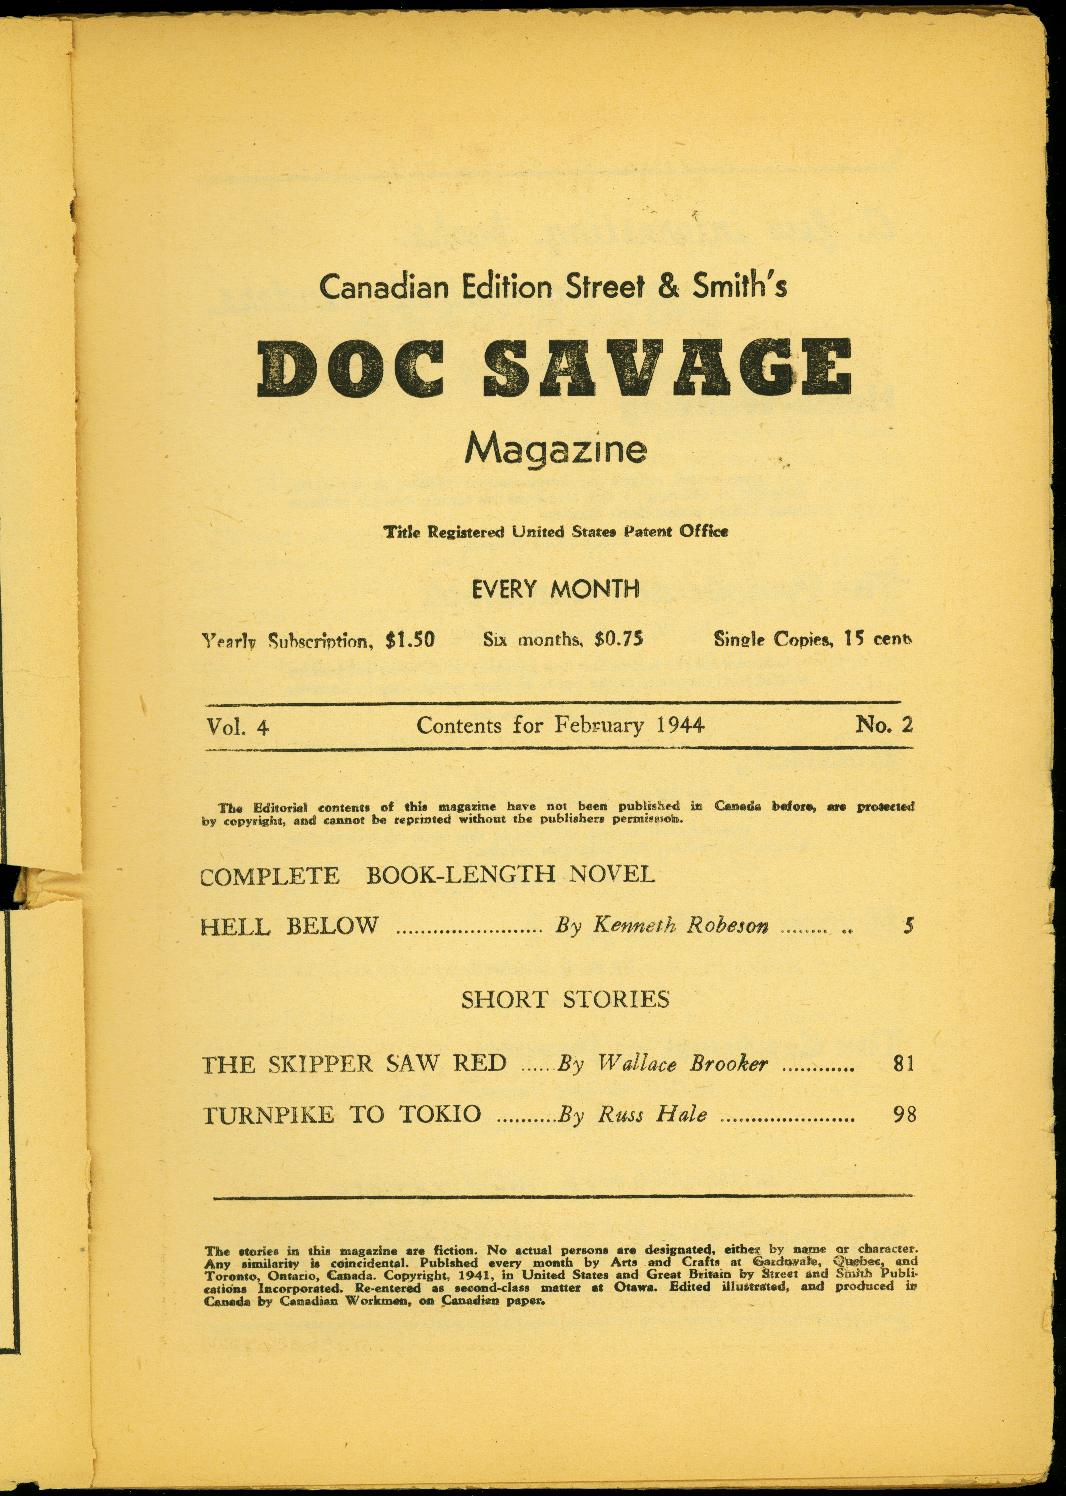 Canadian Edition Street & Smith's
DOC SAVAGE
Magazine
Title Registered United States Patent Office
EVERY MONTH
Yearly Subscription, $1.50 Six months, $0.75 Single Copies, 15 cents
Vol. 4 Contents for February 1944 No. 2
The Editorial contents of this magazine have not been published in Canada before, are protected
by copyright, and cannot be reprinted without the publishers permission.
COMPLETE BOOK-LENGTH NOVEL
HELL BELOW ........................ By Kenneth Robeson ........ .. 5
SHORT STORIES
THE SKIPPER SAW RED ......By Wallace Brooker ............ 81
TURNPIKE TO TOKIO ..........By Russ Hale ...................... 98
The stories in this magazine are fiction. No actual persons are designated, either by name or character.
Any similarity is coincidental. Publshed every month by Arts and Crafts at Gardnvale, Quebec, and
Toronto, Ontario, Canada. Copyright, 1941, in United States and Great Britain by Street and Smith Publi-
cations Incorporated. Re-entered as second-class matter at Otawa. Edited illustrated, and produced in
Canada by Canadian Workmen, on Canadian paper.